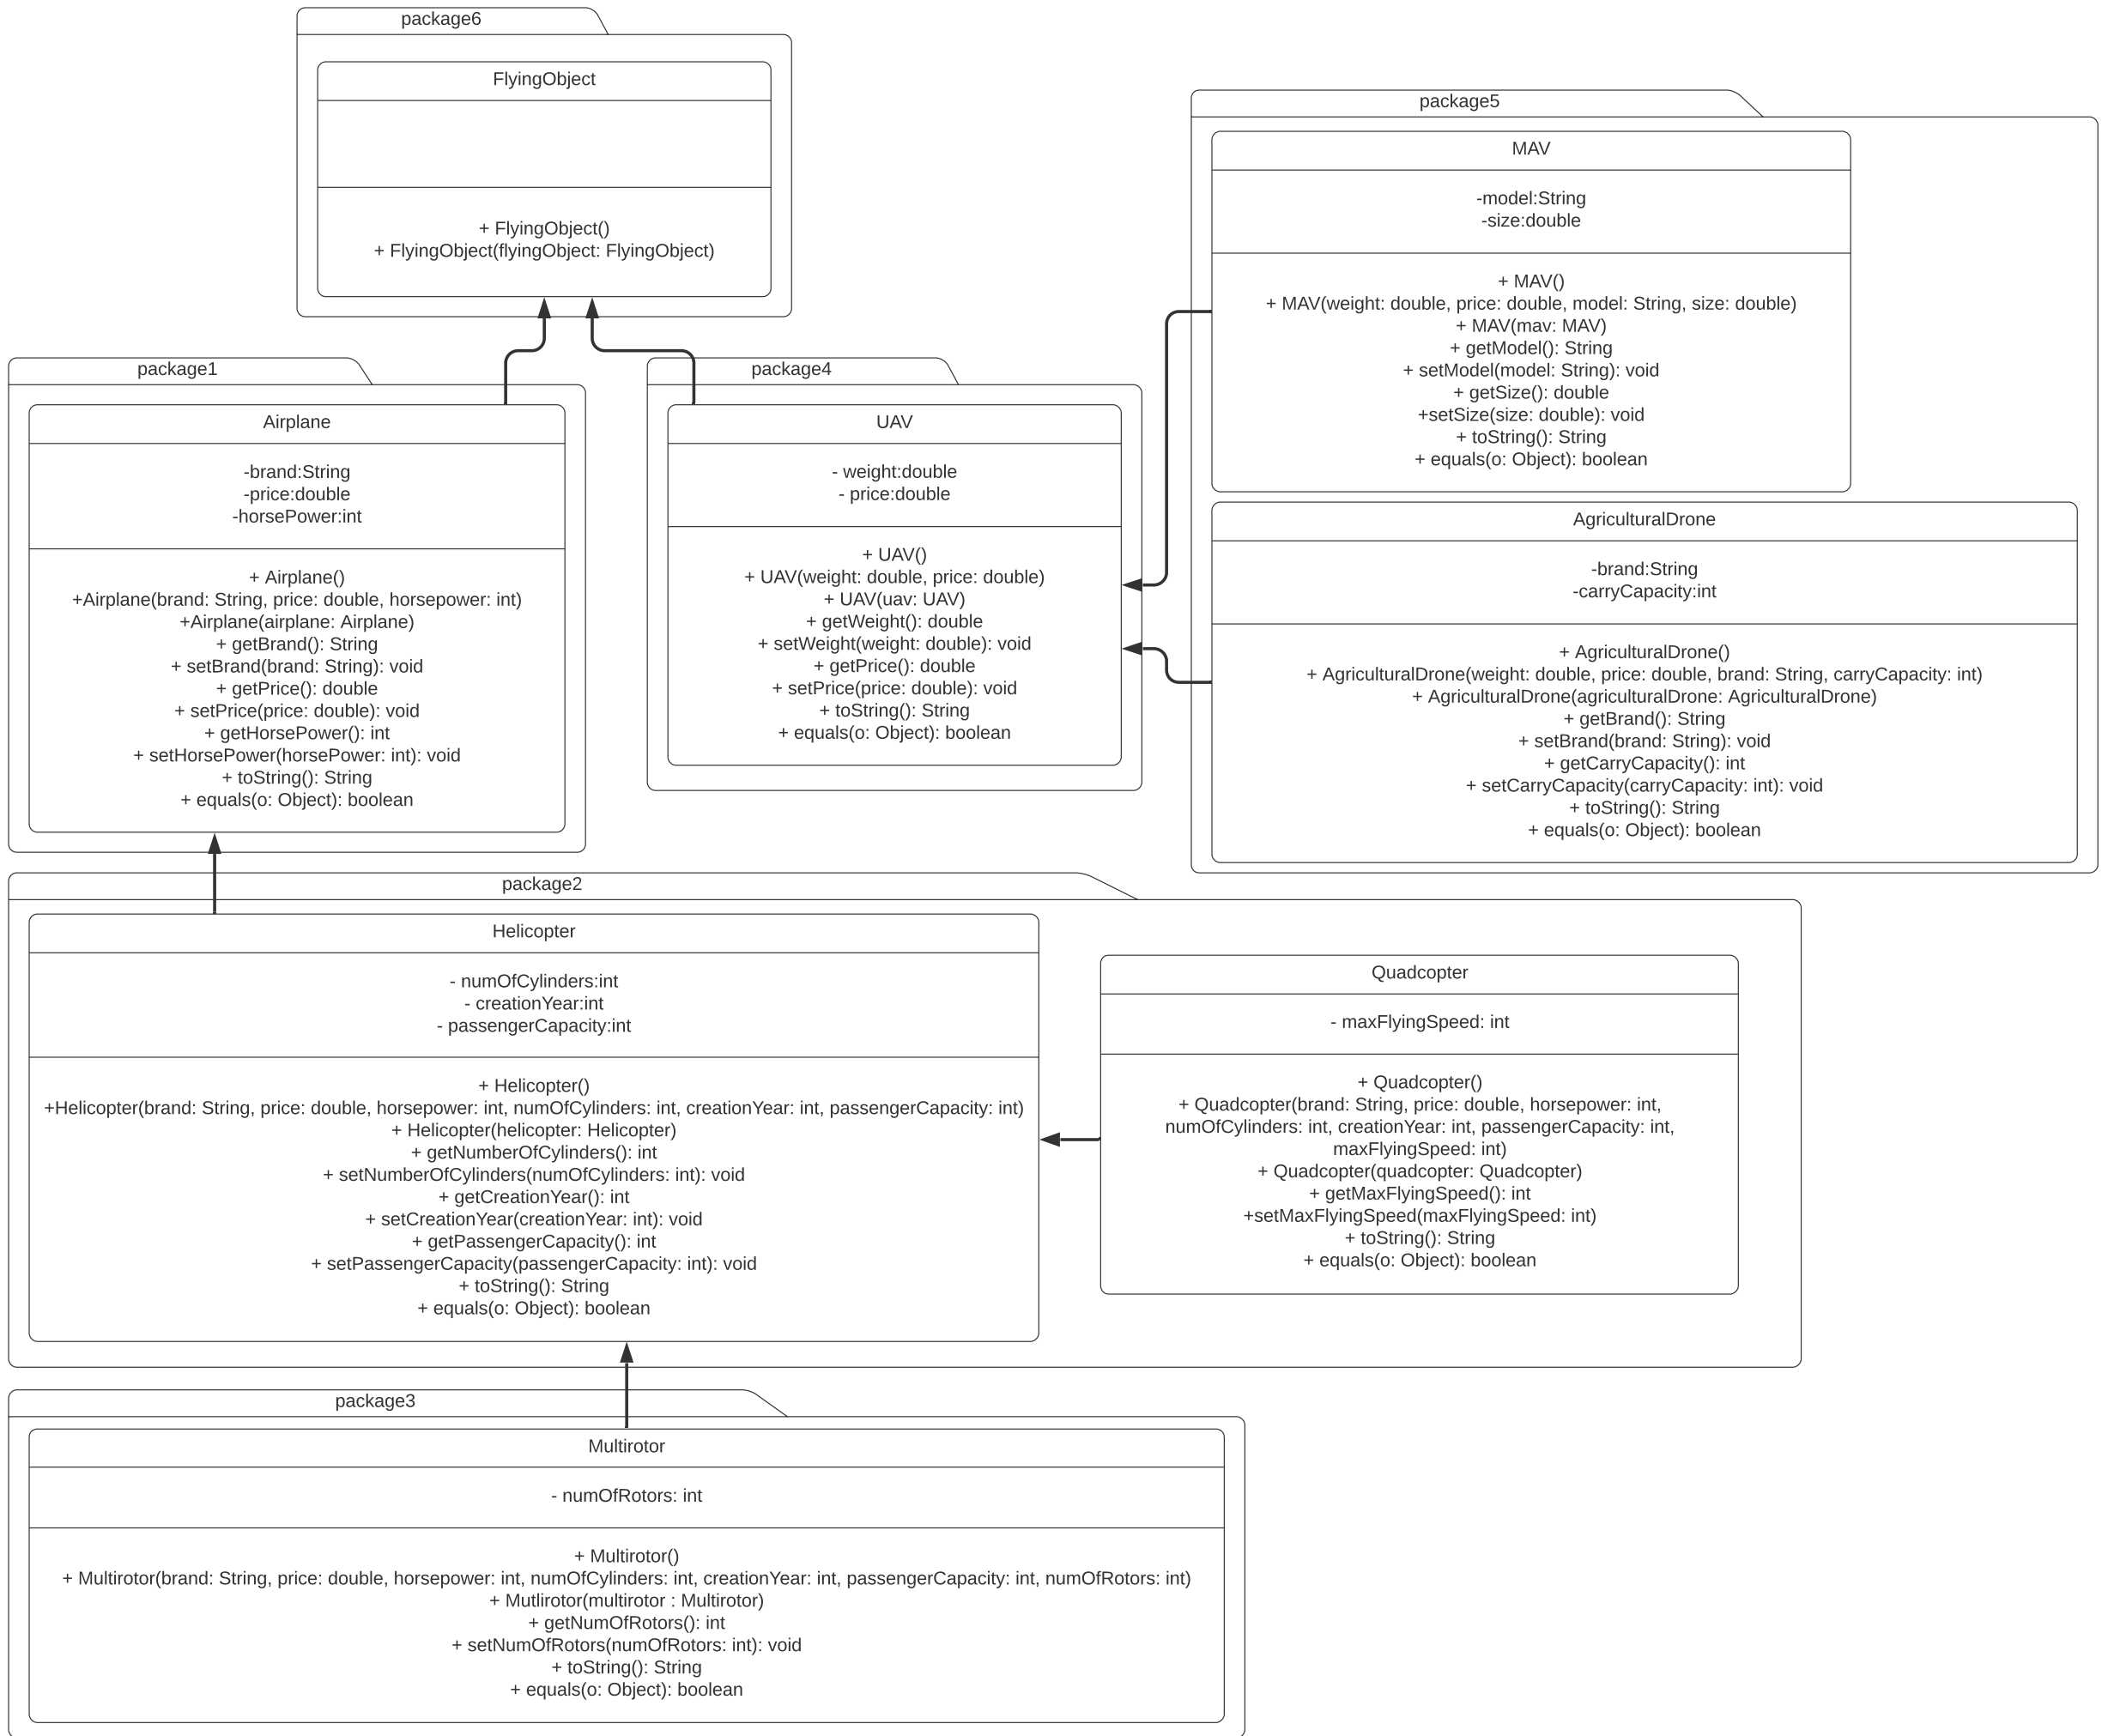 package6
FlyingObject
+ FlyingObject()
+ FlyingObject(flyingObject: FlyingObject)
package1
Airplane
-brand:String
-price:double
-horsePower:int
+ Airplane()
+Airplane(brand: String, price: double, horsepower: int)
+Airplane(airplane: Airplane)
+ getBrand(): String
+ setBrand(brand: String): void
+ getPrice(): double
+ setPrice(price: double): void
+ getHorsePower(): int
+ setHorsePower(horsePower: int): void
+ toString(): String
+ equals(o: Object): boolean
package4
UAV
- weight:double
- price:double
+ UAV()
+ UAV(weight: double, price: double)
+ UAV(uav: UAV)
+ getWeight(): double
+ setWeight(weight: double): void
+ getPrice(): double
+ setPrice(price: double): void
+ toString(): String
+ equals(o: Object): boolean
package5
MAV
-model:String
-size:double
+ MAV()
+ MAV(weight: double, price: double, model: String, size: double)
+ MAV(mav: MAV)
+ getModel(): String
+ setModel(model: String): void
+ getSize(): double
+setSize(size: double): void
+ toString(): String
+ equals(o: Object): boolean
AgriculturalDrone
-brand:String
-carryCapacity:int
+ AgriculturalDrone()
+ AgriculturalDrone(weight: double, price: double, brand: String, carryCapacity: int)
+ AgriculturalDrone(agriculturalDrone: AgriculturalDrone)
+ getBrand(): String
+ setBrand(brand: String): void
+ getCarryCapacity(): int
+ setCarryCapacity(carryCapacity: int): void
+ toString(): String
+ equals(o: Object): boolean
package2
Helicopter
- numOfCylinders:int
- creationYear:int
- passengerCapacity:int
+ Helicopter()
+Helicopter(brand: String, price: double, horsepower: int, numOfCylinders: int, creationYear: int, passengerCapacity: int)
+ Helicopter(helicopter: Helicopter)
+ getNumberOfCylinders(): int
+ setNumberOfCylinders(numOfCylinders: int): void
+ getCreationYear(): int
+ setCreationYear(creationYear: int): void
+ getPassengerCapacity(): int
+ setPassengerCapacity(passengerCapacity: int): void
+ toString(): String
+ equals(o: Object): boolean
Quadcopter
- maxFlyingSpeed: int
+ Quadcopter()
+ Quadcopter(brand: String, price: double, horsepower: int,
numOfCylinders: int, creationYear: int, passengerCapacity: int,
maxFlyingSpeed: int)
+ Quadcopter(quadcopter: Quadcopter)
+ getMaxFlyingSpeed(): int
+setMaxFlyingSpeed(maxFlyingSpeed: int)
+ toString(): String
+ equals(o: Object): boolean
package3
Multirotor
- numOfRotors: int
+ Multirotor()
+ Multirotor(brand: String, price: double, horsepower: int, numOfCylinders: int, creationYear: int, passengerCapacity: int, numOfRotors: int)
+ Mutlirotor(multirotor : Multirotor)
+ getNumOfRotors(): int
+ setNumOfRotors(numOfRotors: int): void
+ toString(): String
+ equals(o: Object): boolean